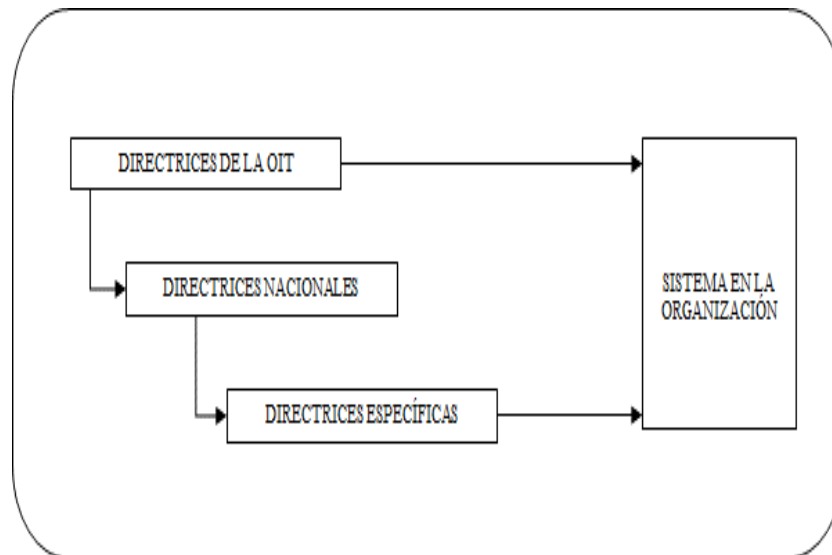 DIRECTRICES DE LA OIT
DIRECTRICES NACIONALES
SISTEMA EN LA
ORGANIZACIÓN
DIRECTRICES ESPECÍFICAS